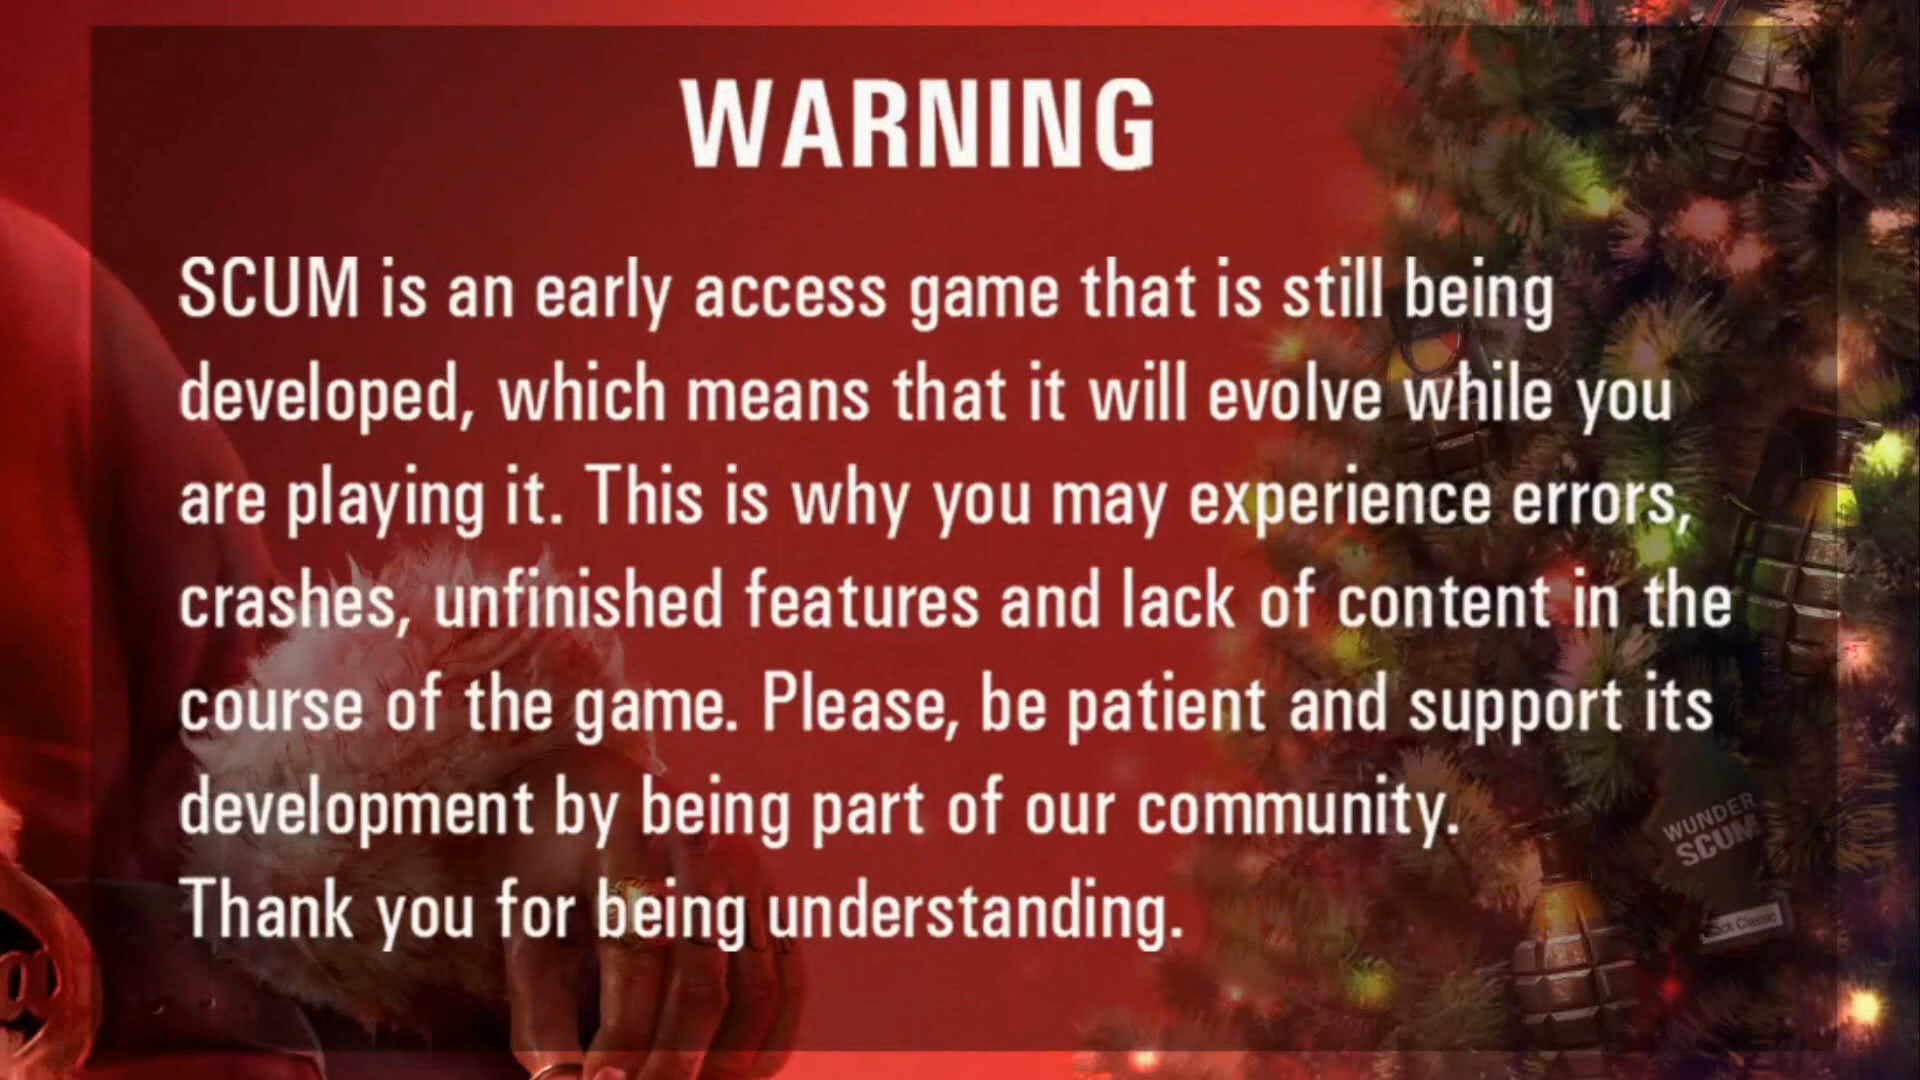 WARNING
SCUM is an early access game that is still being
developed, which means that it will evolve while you
are playing it. This is why you may experience errors,
crashes, unfinished features and lack of content in the
course of the game. Please, be patient and support its
development by being part of our community.
Thank you for being understanding.
WUNDER
SCUM
Classic